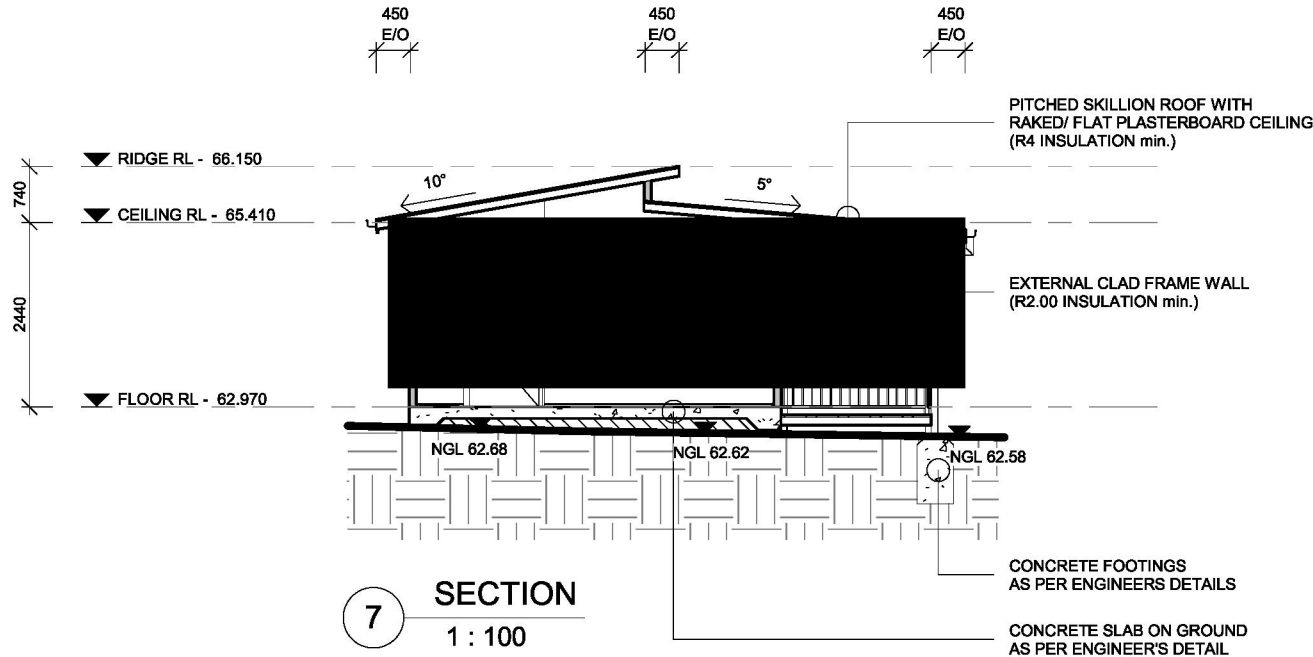 450
E/O
450
E/O
450
E/O
PITCHED SKILLION ROOF WITH
RAKED/ FLAT PLASTERBOARD CEILING
(R4 INSULATION min.)
RIDGE RL - 66.150
740
10°
5°
CEILING RL - 65.410
EXTERNAL CLAD FRAME WALL
(R2.00 INSULATION min.)
2440
FLOOR RL - 62.970
NGL 62.68
NGL 62.62
NGL 62.58
CONCRETE FOOTINGS
AS PER ENGINEERS DETAILS
7
SECTION
1 : 100
CONCRETE SLAB ON GROUND
AS PER ENGINEER'S DETAIL